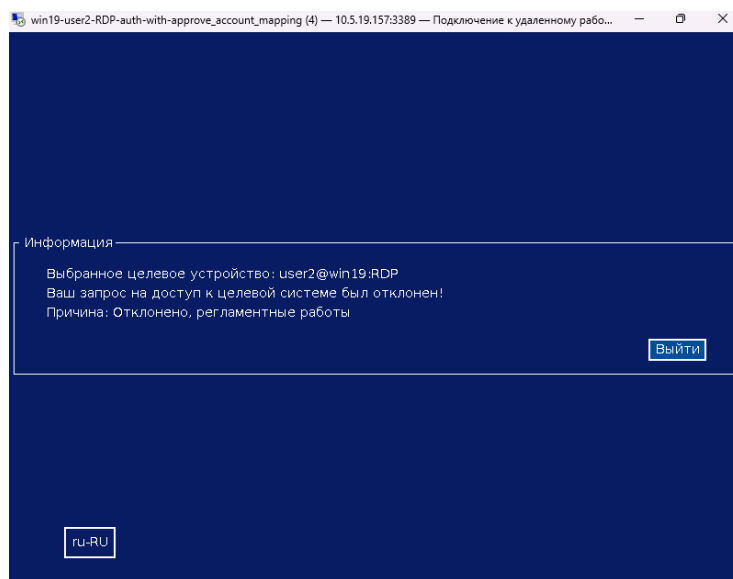 win19-user2-RDP-auth-with-approve_account_mapping (4) — 10.5.19.157:3389 — Подключение к удаленному рабо...
Информация
Выбранное целевое устройство: user2@win19:RDP
Ваш запрос на доступ к целевой системе был отклонен!
Причина: Отклонено, регламентные работы
Выйти
ru-RU